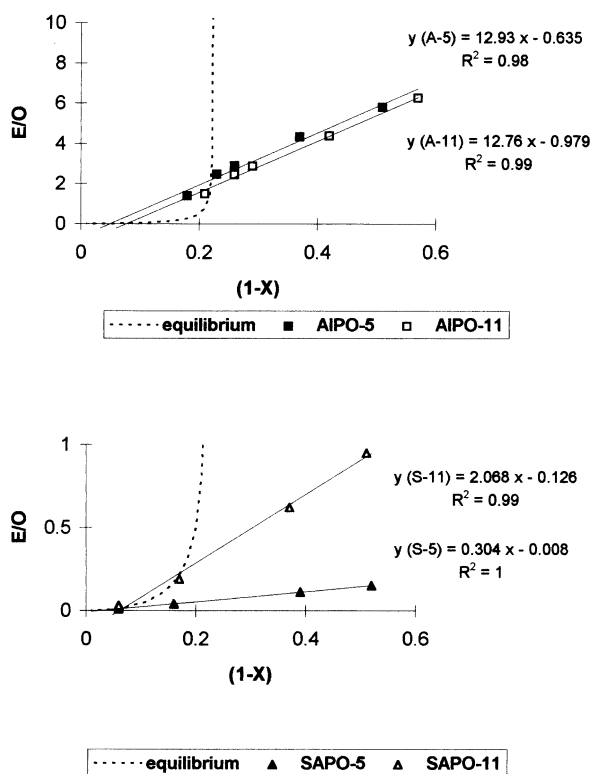 10
8
6
4
2
0
E/O
y (A-5) = 12.93 x - 0.635
R² = 0.98
y (A-11) = 12.76 x - 0.979
R² = 0.99
0 0.2 0.4 0.6
(1-X)
equilibrium AlPO-5 AlPO-11
1
0.5
0
E/O
y (S-11) = 2.068 x - 0.126
R² = 0.99
y (S-5) = 0.304 x - 0.008
R² = 1
0 0.2 0.4 0.6
(1-X)
equilibrium SAPO-5 SAPO-11